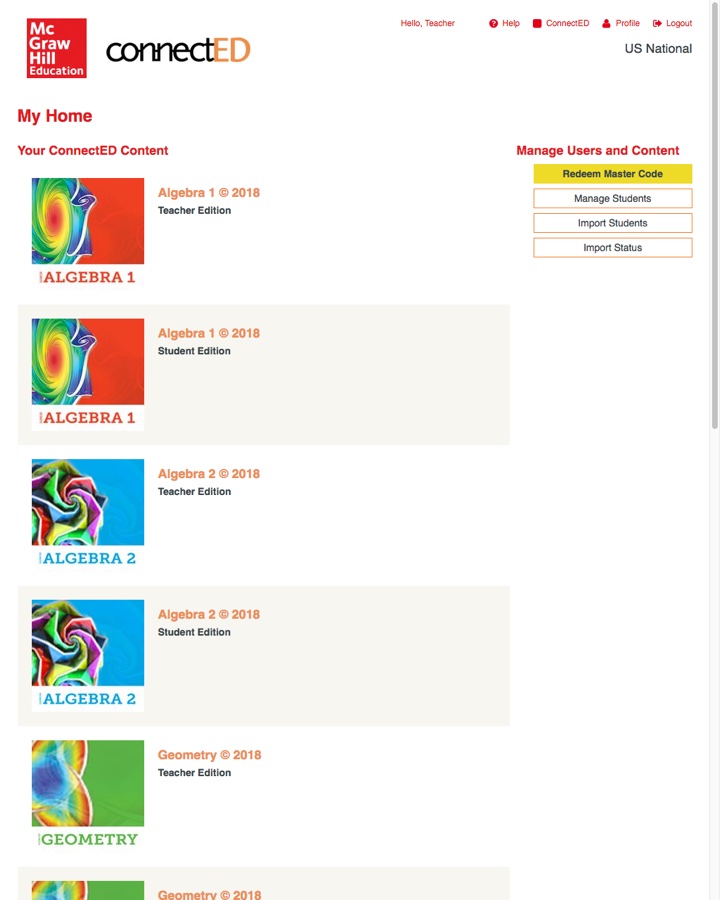 Mc
Graw
Hill
Education
connectED
Hello, Teacher
Help
ConnectED
Profile
Logout
US National
My Home
Your ConnectED Content
Manage Users and Content
Redeem Master Code
Manage Students
Import Students
Import Status
Algebra 1 © 2018
Teacher Edition
ALGEBRA 1
Algebra 1 © 2018
Student Edition
ALGEBRA 1
Algebra 2 © 2018
Teacher Edition
ALGEBRA 2
Algebra 2 © 2018
Student Edition
ALGEBRA 2
Geometry © 2018
Teacher Edition
GEOMETRY
Geometry © 2018